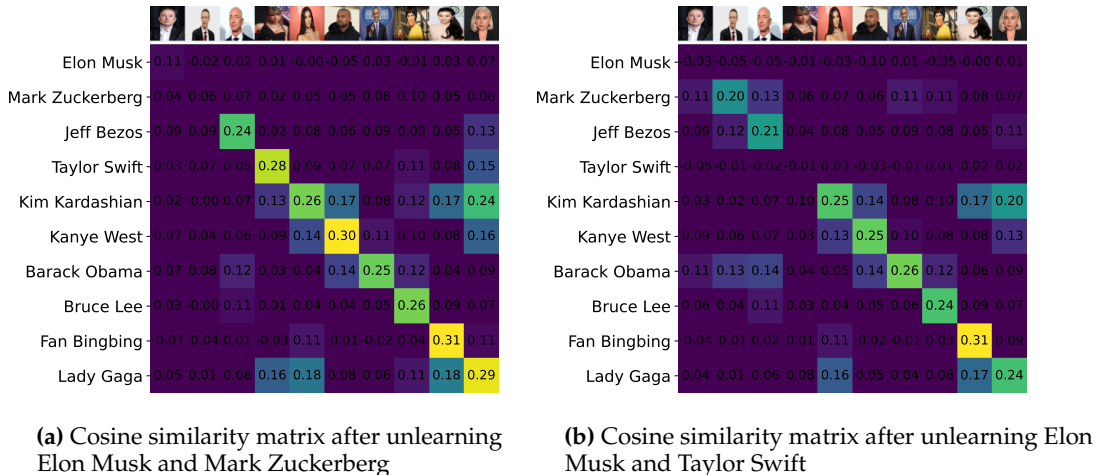 Elon Musk 0.11 -0.02 0.02 0.01 -0.00 -0.05 0.03 -0.01 0.03 0.07
Mark Zuckerberg 0.04 0.06 0.07 0.02 0.05 0.05 0.08 0.10 0.05 0.08
Jeff Bezos 0.09 0.09 0.24 0.02 0.08 0.06 0.09 0.09 0.05 0.13
Taylor Swift 0.03 0.07 0.05 0.28 0.09 0.07 0.07 0.11 0.08 0.15
Kim Kardashian 0.02 -0.00 0.07 0.13 0.26 0.17 0.08 0.12 0.17 0.24
Kanye West 0.07 0.04 0.06 0.09 0.14 0.30 0.11 0.10 0.08 0.16
Barack Obama 0.07 0.08 0.12 0.03 0.04 0.14 0.25 0.12 0.04 0.09
Bruce Lee 0.03 -0.00 0.11 0.01 0.04 0.04 0.05 0.26 0.09 0.07
Fan Bingbing -0.07 -0.04 0.01 -0.03 0.11 -0.01 -0.02 0.04 0.31 0.11
Lady Gaga 0.05 0.01 0.08 0.16 0.18 0.08 0.06 0.11 0.18 0.29
(a) Cosine similarity matrix after unlearning
Elon Musk and Mark Zuckerberg
Elon Musk -0.03 -0.05 -0.05 -0.01 -0.03 -0.10 0.01 -0.05 -0.00 0.01
Mark Zuckerberg 0.11 0.20 0.13 0.06 0.07 0.06 0.11 0.11 0.08 0.07
Jeff Bezos 0.09 0.12 0.21 0.04 0.08 0.05 0.09 0.08 0.05 0.11
Taylor Swift -0.05 -0.01 -0.02 -0.01 0.03 -0.03 -0.01 0.01 0.02 0.02
Kim Kardashian 0.03 0.02 0.07 0.10 0.25 0.14 0.08 0.10 0.17 0.20
Kanye West 0.09 0.06 0.07 0.03 0.13 0.25 0.10 0.08 0.08 0.13
Barack Obama 0.11 0.13 0.14 0.04 0.05 0.14 0.26 0.12 0.06 0.09
Bruce Lee 0.06 0.04 0.11 0.03 0.04 0.05 0.06 0.24 0.09 0.07
Fan Bingbing -0.04 0.01 0.01 0.02 0.11 -0.02 -0.01 0.03 0.31 0.09
Lady Gaga 0.04 0.01 0.06 0.08 0.16 0.05 0.04 0.08 0.17 0.24
(b) Cosine similarity matrix after unlearning Elon
Musk and Taylor Swift